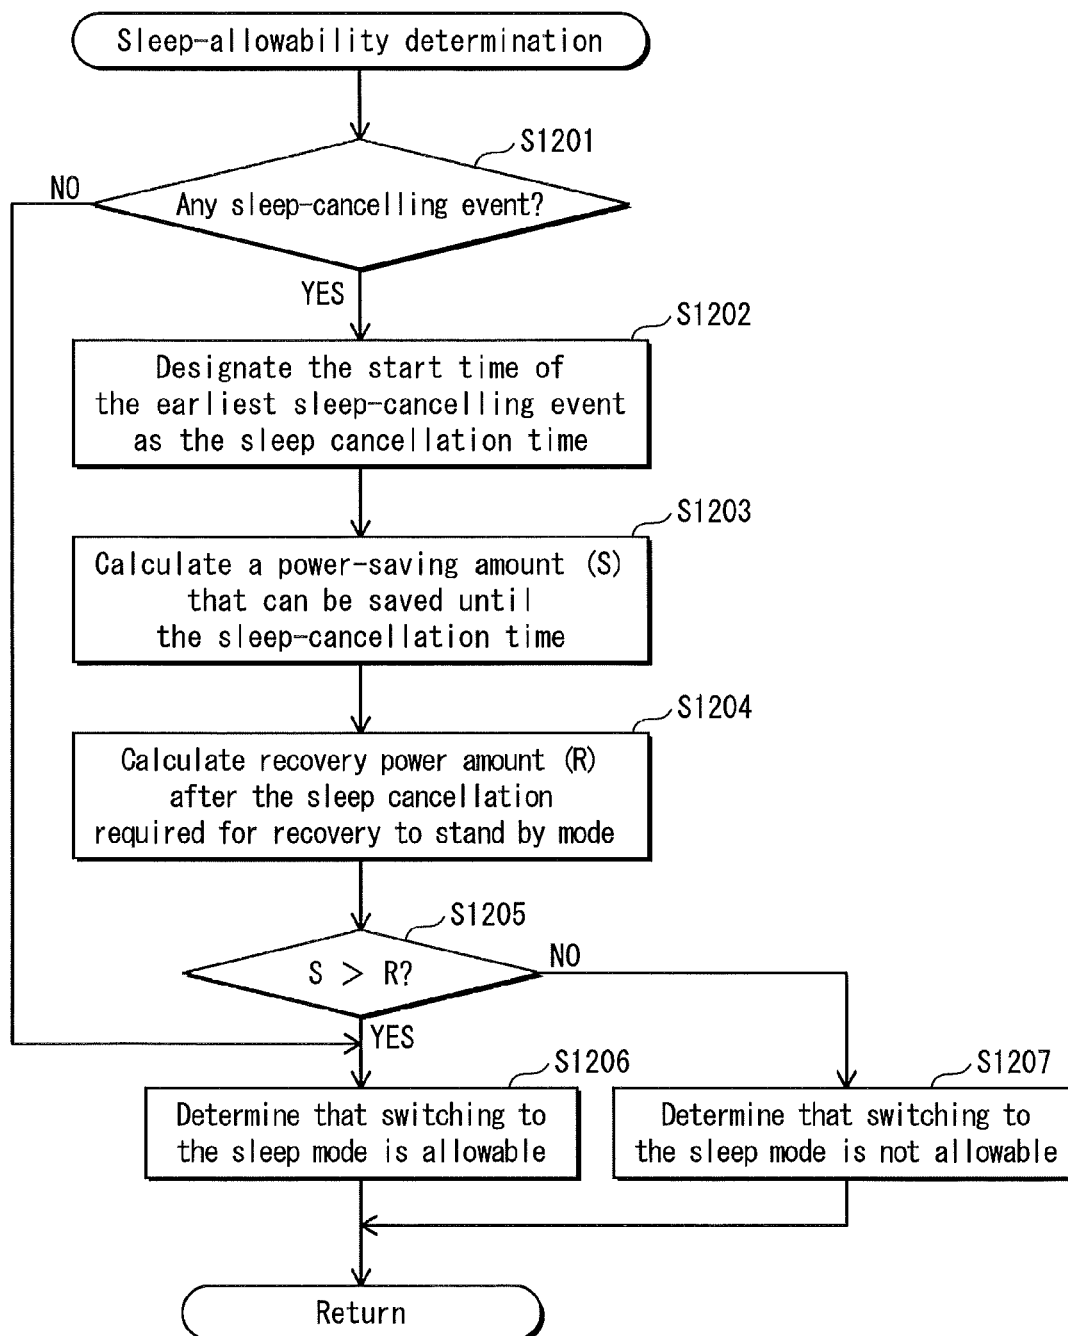 Sleep-allowability determination
S1201
NO
Any sleep-cancelling event?
YES
S1202
Designate the start time of
the earliest sleep-cancelling event
as the sleep cancellation time
S1203
Calculate a power-saving amount (S)
that can be saved until
the sleep-cancellation time
S1204
Calculate recovery power amount (R)
after the sleep cancellation
required for recovery to stand by mode
S1205
S > R?
NO
YES
S1206
Determine that switching to
the sleep mode is allowable
S1207
Determine that switching to
the sleep mode is not allowable
Return